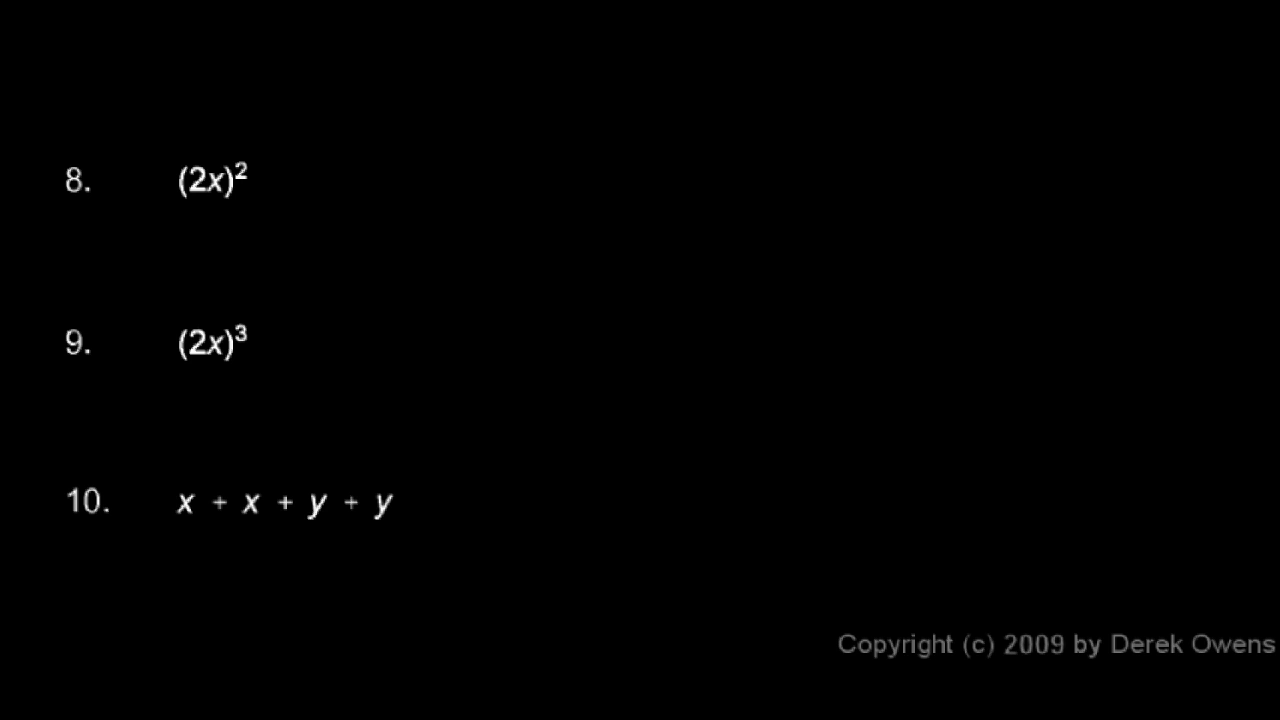 8. (2x)²
9. (2x)³
10. x + x + y + y
Copyright (c) 2009 by Derek Owens